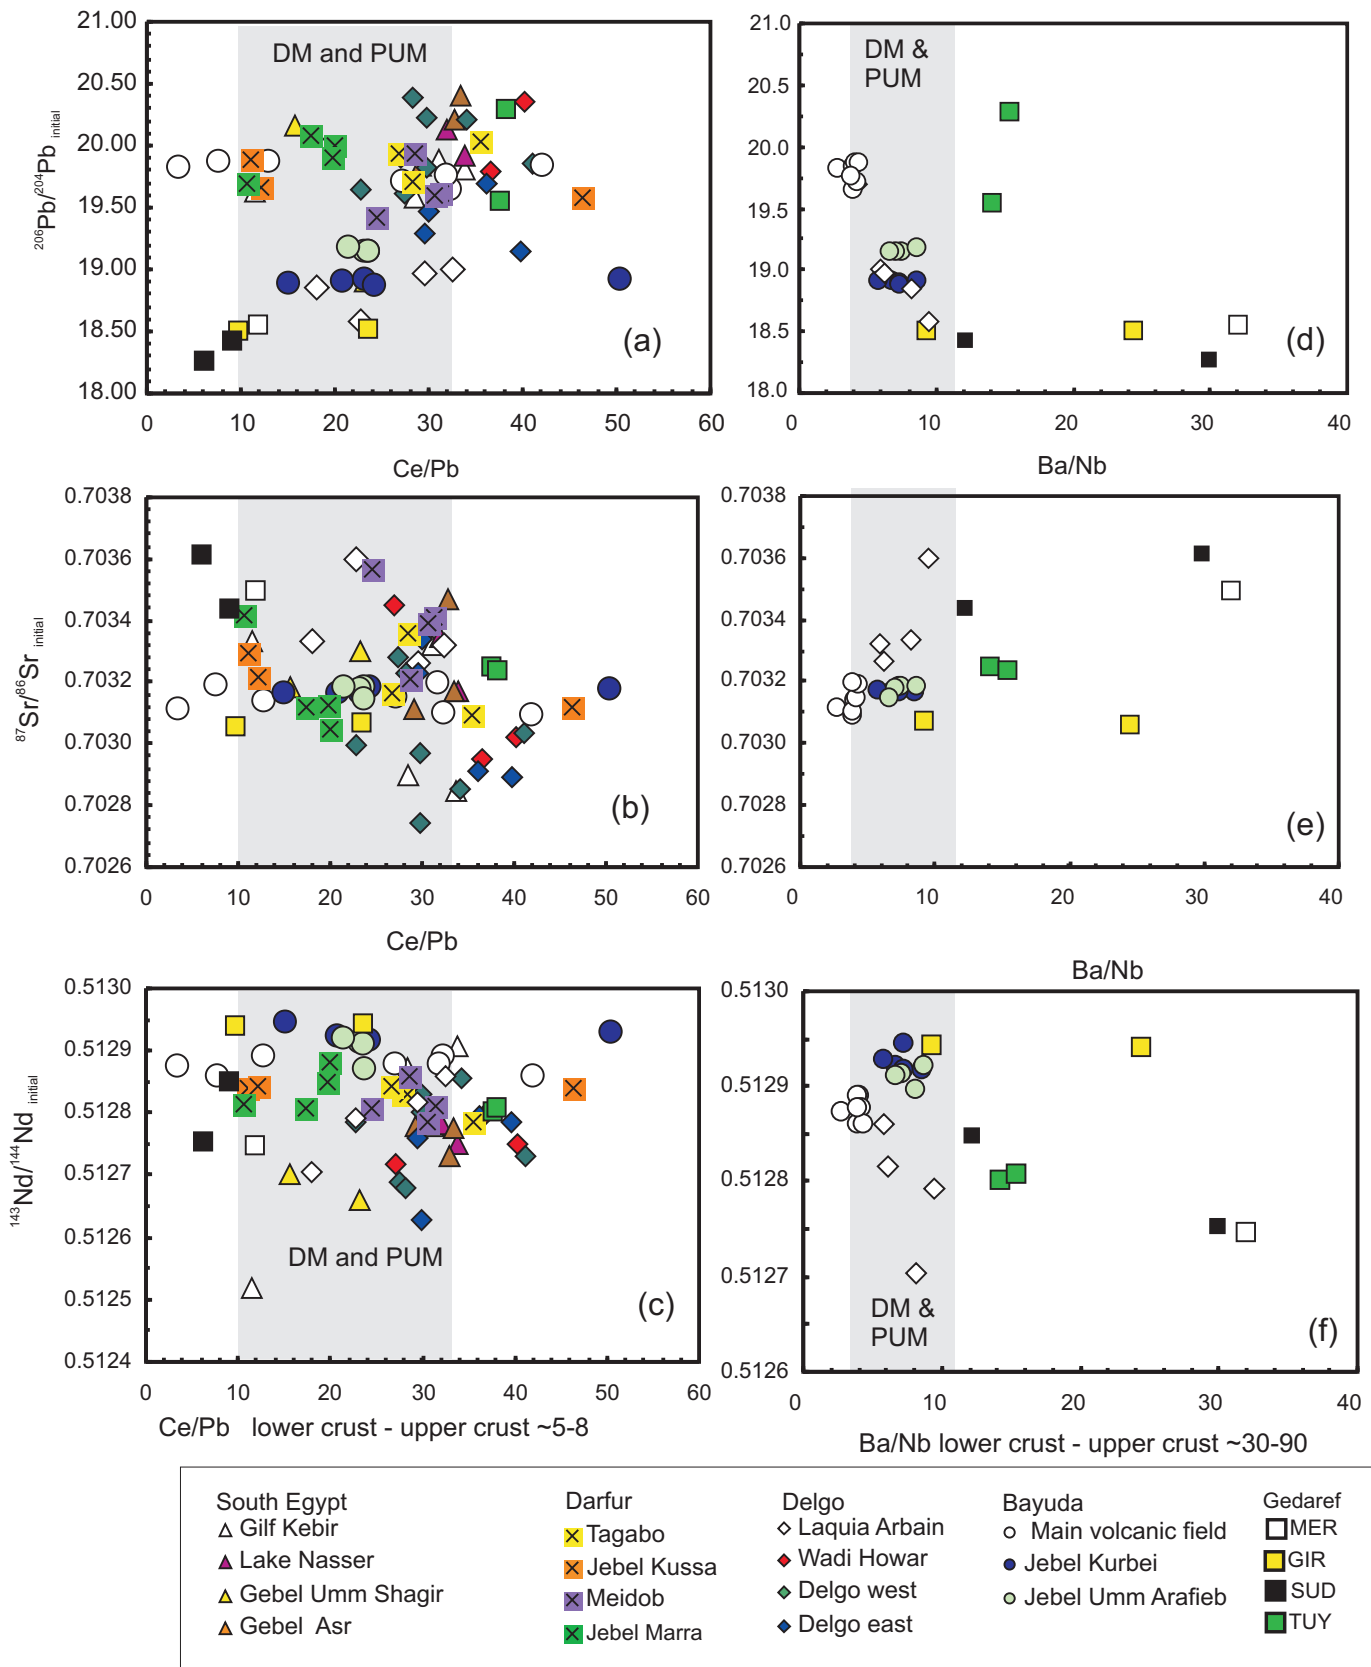 21.00
20.50
20.00
19.50
19.00
18.50
18.00
206Pb/204Pb initial
DM and PUM
(a)
0 10 20 30 40 50 60
Ce/Pb
21.0
20.5
20.0
19.5
19.0
18.5
18.0
DM &
PUM
(d)
0 10 20 30 40
Ba/Nb
0.7038
0.7036
0.7034
0.7032
0.7030
0.7028
0.7026
87Sr/86Sr initial
(b)
0 10 20 30 40 50 60
Ce/Pb
0.7038
0.7036
0.7034
0.7032
0.7030
0.7028
0.7026
(e)
0 10 20 30 40
Ba/Nb
0.5130
0.5129
0.5128
0.5127
0.5126
0.5125
0.5124
143Nd/144Nd initial
DM and PUM
(c)
0 10 20 30 40 50 60
Ce/Pb lower crust - upper crust ~5-8
0.5130
0.5129
0.5128
0.5127
0.5126
DM &
PUM
(f)
0 10 20 30 40
Ba/Nb lower crust - upper crust ~30-90
South Egypt
Gilf Kebir
Lake Nasser
Gebel Umm Shagir
Gebel Asr
Darfur
Tagabo
Jebel Kussa
Meidob
Jebel Marra
Delgo
Laquia Arbain
Wadi Howar
Delgo west
Delgo east
Bayuda
Main volcanic field
Jebel Kurbei
Jebel Umm Arafieb
Gedaref
MER
GIR
SUD
TUY